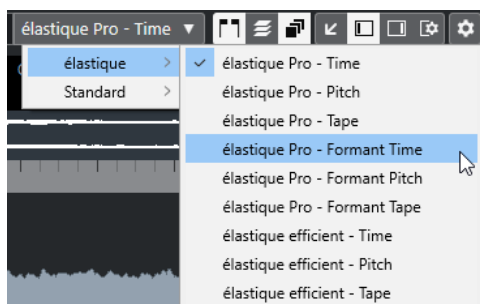 élastique Pro - Time
élastique
Standard
élastique Pro - Time
élastique Pro - Pitch
élastique Pro - Tape
élastique Pro - Formant Time
élastique Pro - Formant Pitch
élastique Pro - Formant Tape
élastique efficient - Time
élastique efficient - Pitch
élastique efficient - Tape